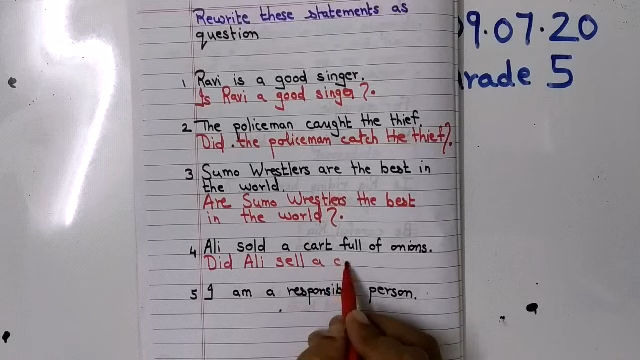 Rewrite these statements as
question
09.07.20
Grade 5
1 Ravi is a good singer.
Is Ravi a good singer?.
2 The policeman caught the thief.
Did the policeman catch the thief?.
3 Sumo Wrestlers are the best in
the world.
Are Sumo Wrestlers the best
in the world?.
4 Ali sold a cart full of onions.
Did Ali sell a c
5 I am a responsible person.